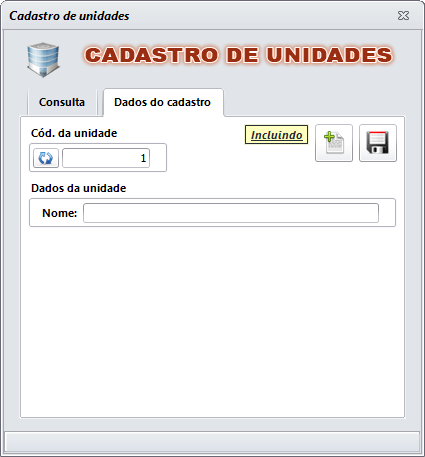 Cadastro de unidades
CADASTRO DE UNIDADES
Consulta
Dados do cadastro
Cód. da unidade
Incluindo
1
Dados da unidade
Nome: